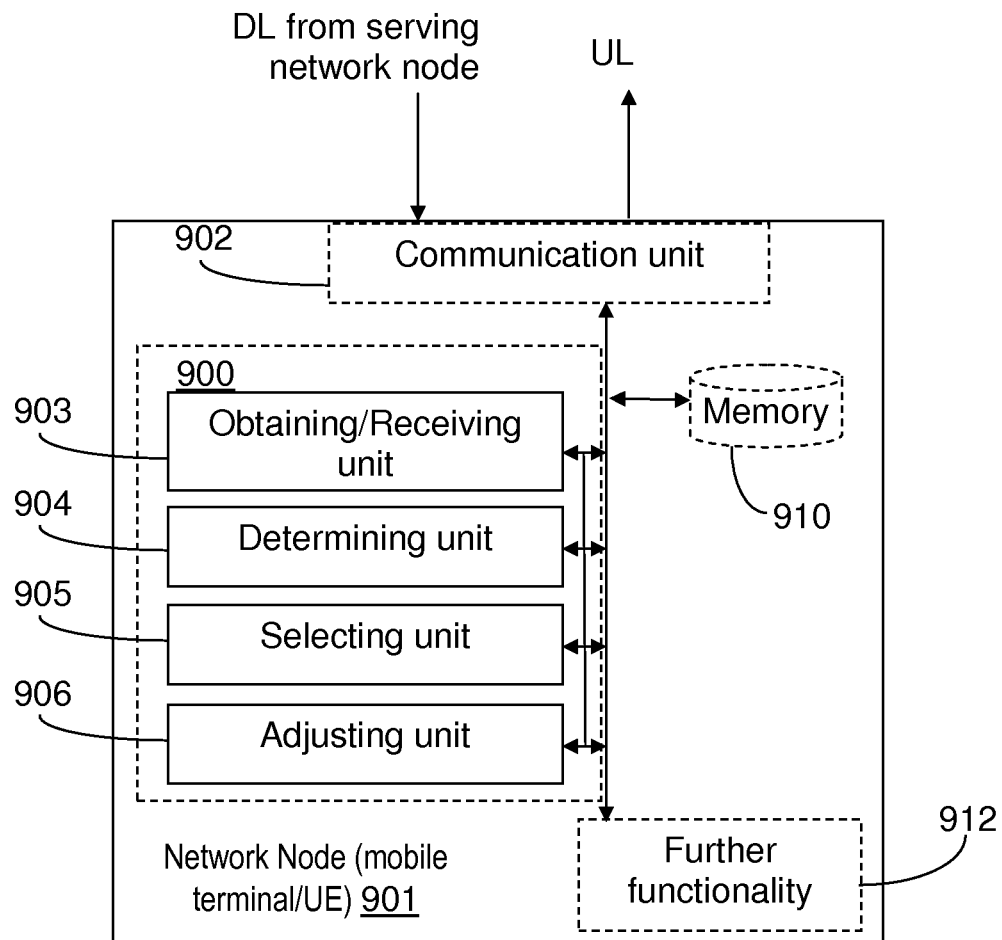 DL from serving
network node
UL
902
Communication unit
900
903
Obtaining/Receiving
unit
Memory
904
Determining unit
910
905
Selecting unit
906
Adjusting unit
912
Further
functionality
Network Node (mobile
terminal/UE) 901